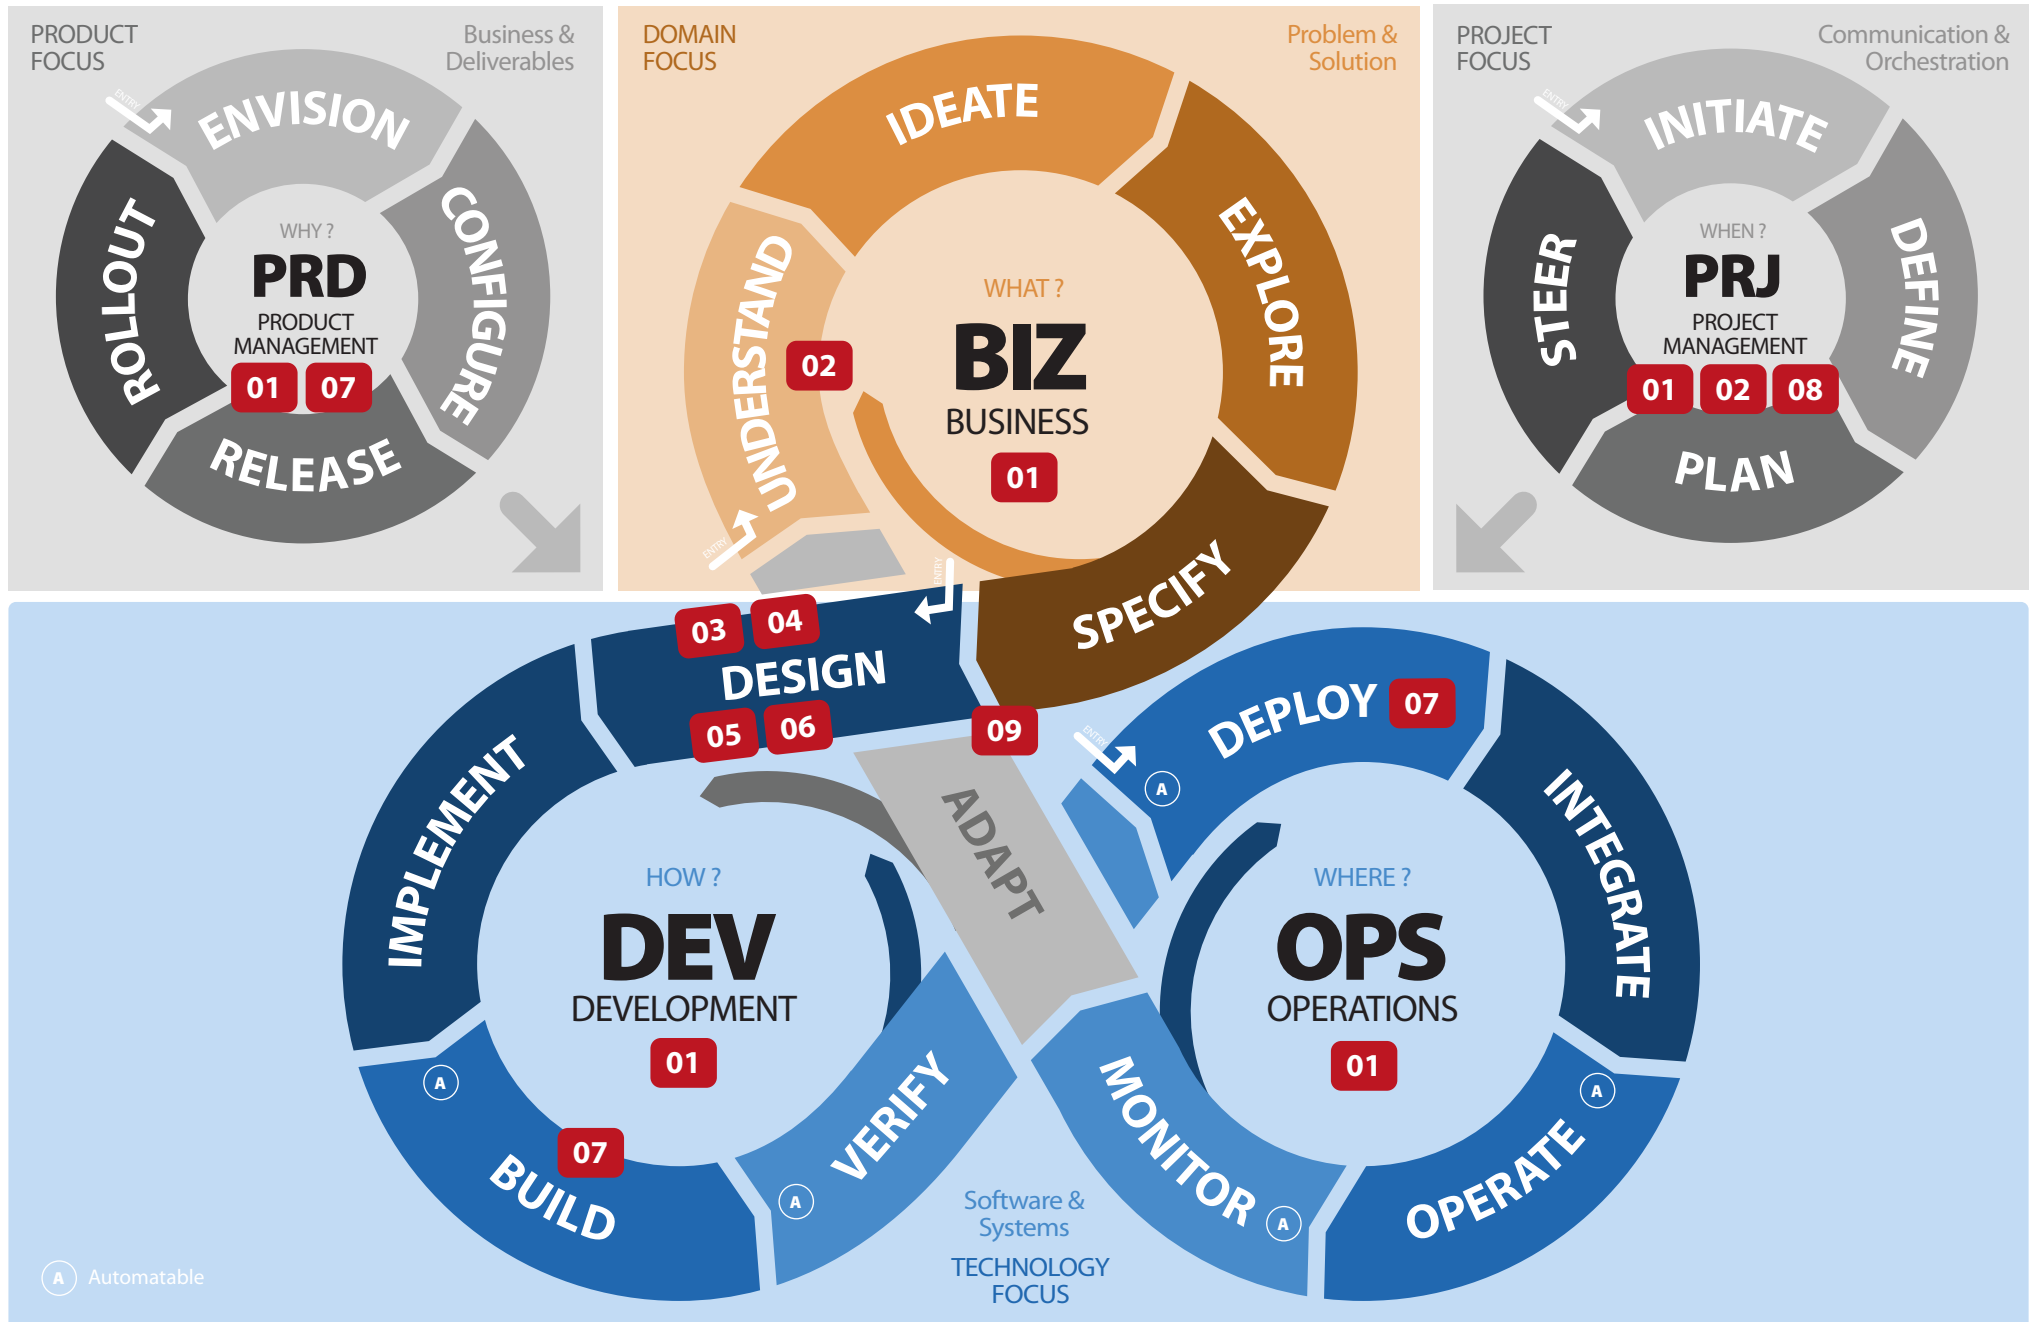 PRODUCT
FOCUS
Business &
Deliverables
ENTRY
ENVISION
CONFIGURE
RELEASE
ROLLOUT
WHY ?
PRD
PRODUCT
MANAGEMENT
01 07
DOMAIN
FOCUS
Problem &
Solution
IDEATE
EXPLORE
SPECIFY
UNDERSTAND
02
ENTRY
WHAT ?
BIZ
BUSINESS
01
PROJECT
FOCUS
Communication &
Orchestration
ENTRY
INITIATE
DEFINE
PLAN
STEER
WHEN ?
PRJ
PROJECT
MANAGEMENT
01 02 08
ENTRY
03 04
DESIGN
05 06
09
ADAPT
IMPLEMENT
HOW ?
DEV
DEVELOPMENT
01
A
07
BUILD
A
VERIFY
ENTRY
A
DEPLOY 07
INTEGRATE
WHERE ?
OPS
OPERATIONS
01
A
OPERATE
MONITOR
A
Software &
Systems
TECHNOLOGY
FOCUS
A Automatable